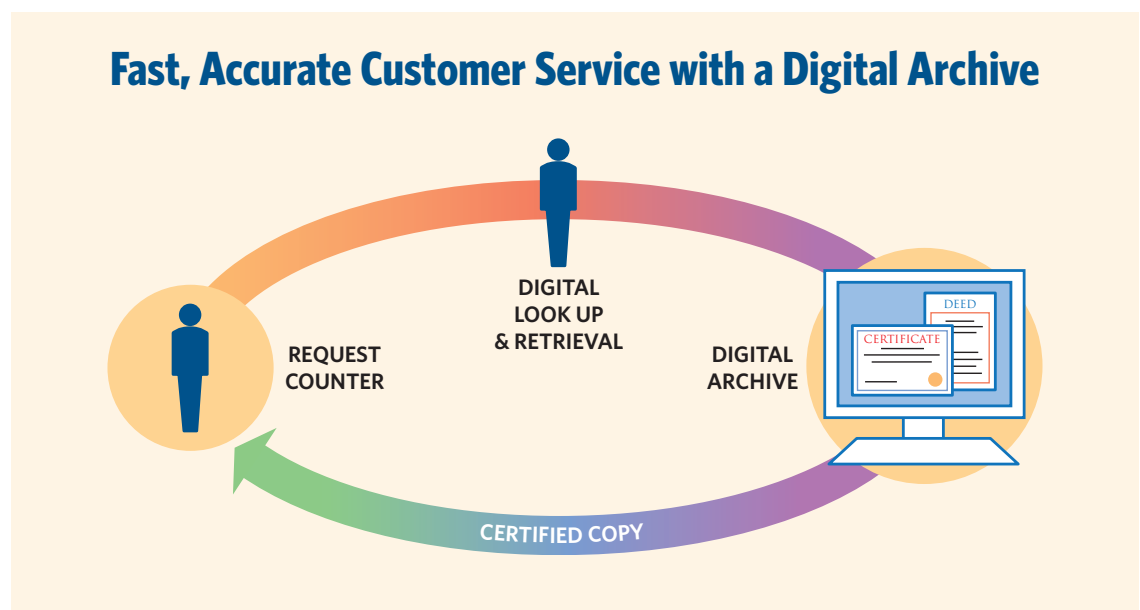 Fast, Accurate Customer Service with a Digital Archive
DIGITAL
LOOK UP
& RETRIEVAL
REQUEST
COUNTER
DIGITAL
ARCHIVE
DEED
CERTIFICATE
CERTIFIED COPY